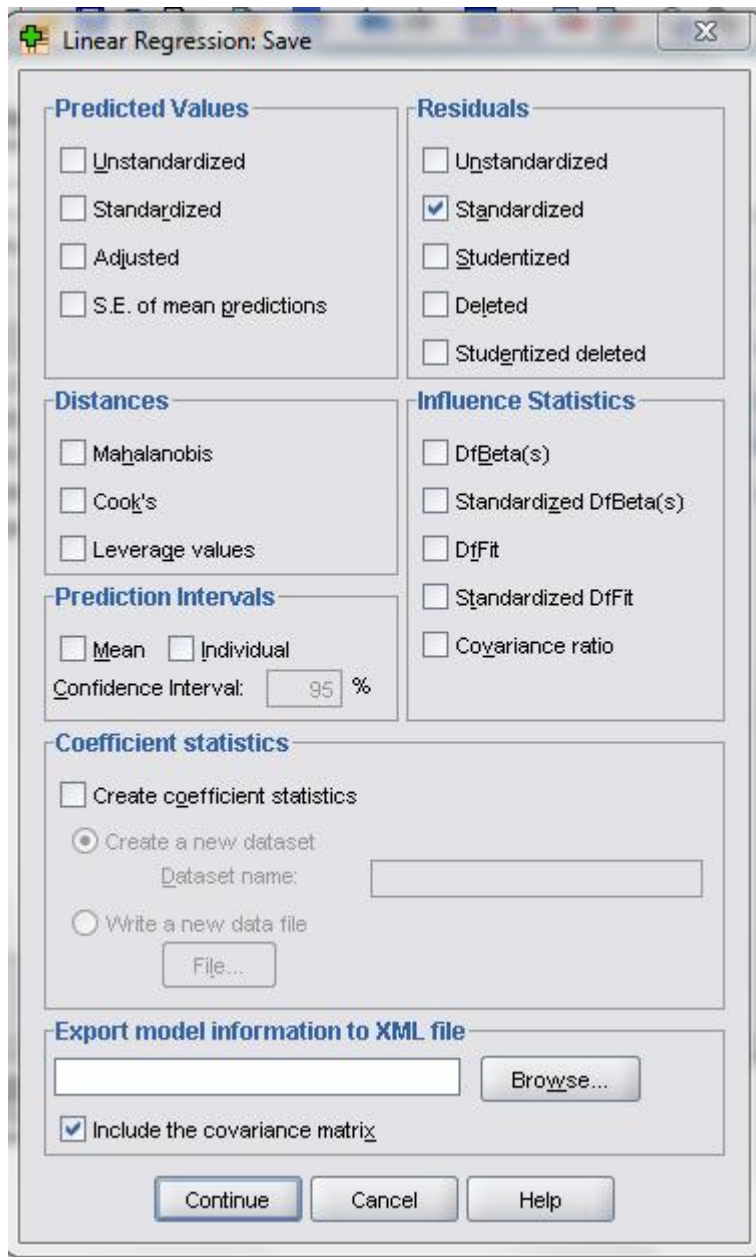 Linear Regression: Save
Predicted Values
Unstandardized
Standardized
Adjusted
S.E. of mean predictions
Residuals
Unstandardized
Standardized
Studentized
Deleted
Studentized deleted
Distances
Mahalanobis
Cook's
Leverage values
Influence Statistics
DfBeta(s)
Standardized DfBeta(s)
DfFit
Standardized DfFit
Covariance ratio
Prediction Intervals
Mean Individual
Confidence Interval: 95 %
Coefficient statistics
Create coefficient statistics
Create a new dataset
Dataset name:
Write a new data file
File...
Export model information to XML file
Browse...
Include the covariance matrix
Continue Cancel Help